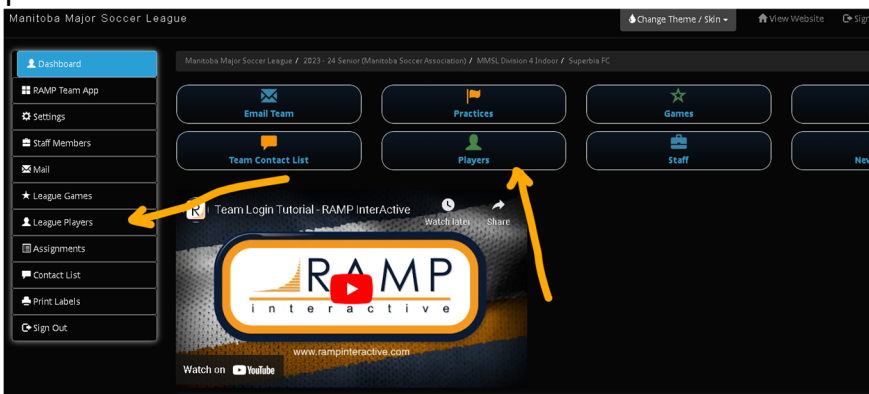 Manitoba Major Soccer League
Change Theme / Skin
View Website
Sign
Dashboard
RAMP Team App
Settings
Staff Members
Mail
League Games
League Players
Assignments
Contact List
Print Labels
Sign Out
Manitoba Major Soccer League / 2023 - 24 Senior (Manitoba Soccer Association) / MMSL Division 4 Indoor / Superbia FC
Email Team
Practices
Games
Team Contact List
Players
Staff
New
R
Team Login Tutorial - RAMP InterActive
Watch later
Share
RAMP
interactive
www.rampinteractive.com
Watch on YouTube